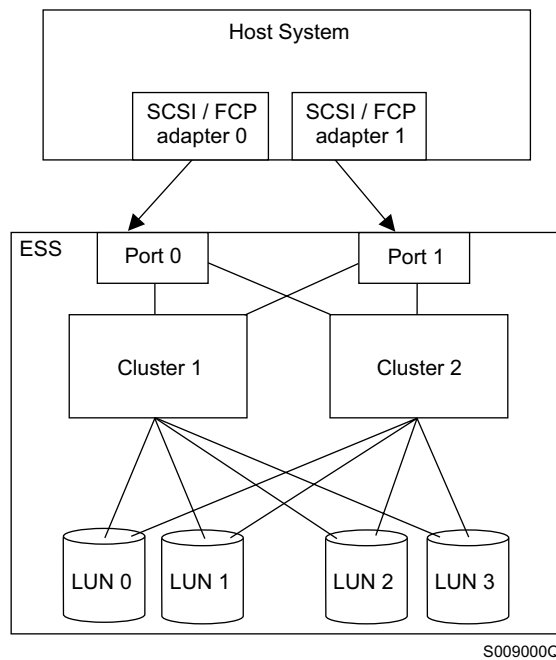 Host System
SCSI / FCP
adapter 0
SCSI / FCP
adapter 1
ESS
Port 0
Port 1
Cluster 1
Cluster 2
LUN 0
LUN 1
LUN 2
LUN 3
S009000Q